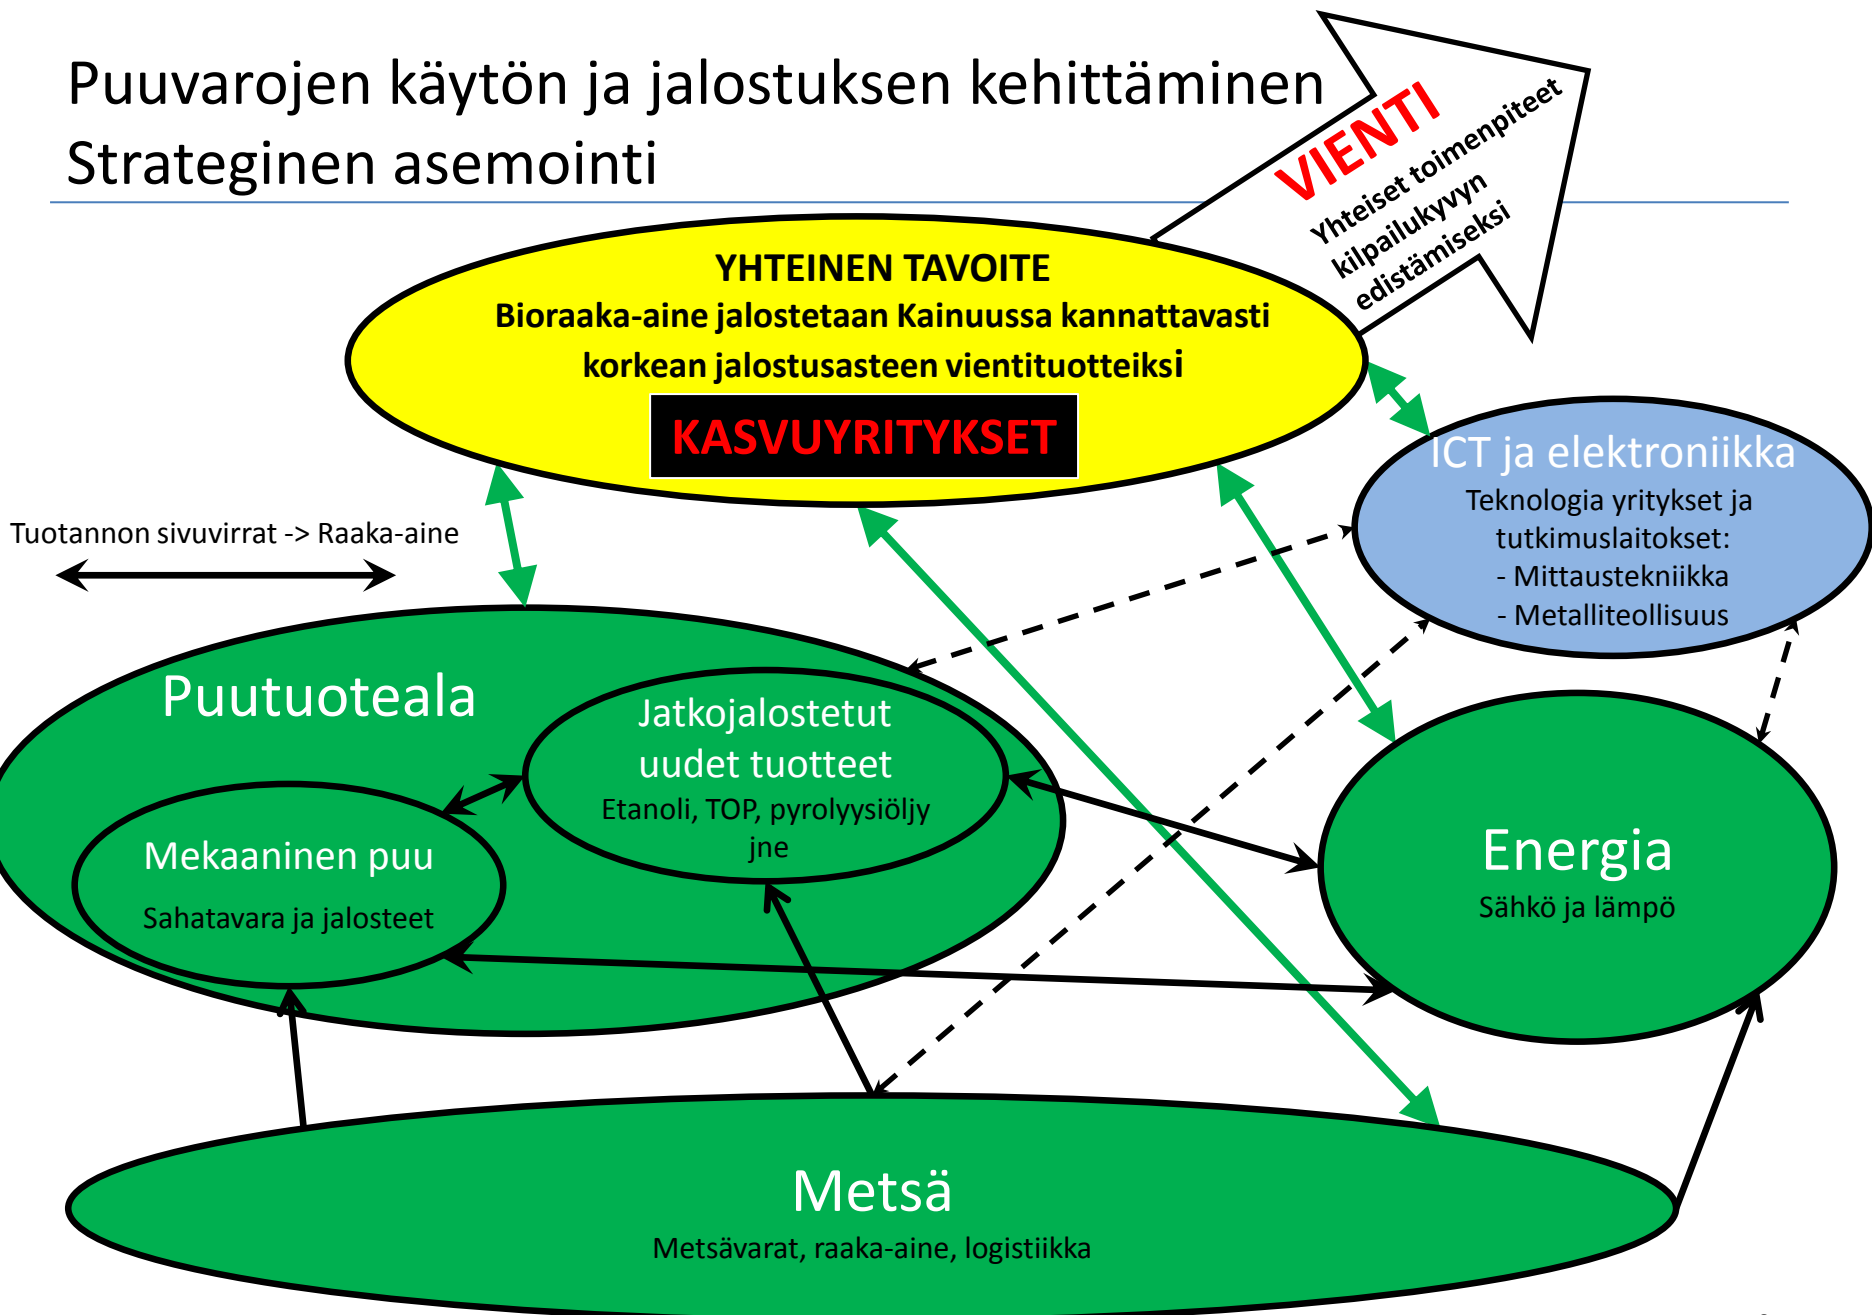 Puuvarojen käytön ja jalostuksen kehittäminen
Strateginen asemointi
VIENTI
Yhteiset toimenpiteet
kilpailukyvyn
edistämiseksi
YHTEINEN TAVOITE
Bioraaka-aine jalostetaan Kainuussa kannattavasti
korkean jalostusasteen vientituotteiksi
KASVUYRITYKSET
ICT ja elektroniikka
Teknologia yritykset ja
tutkimuslaitokset:
- Mittaustekniikka
- Metalliteollisuus
Tuotannon sivuvirrat -> Raaka-aine
Puutuoteala
Jatkojalostetut
uudet tuotteet
Etanoli, TOP, pyrolyysiöljy
jne
Mekaaninen puu
Sahatavara ja jalosteet
Energia
Sähkö ja lämpö
Metsä
Metsävarat, raaka-aine, logistiikka